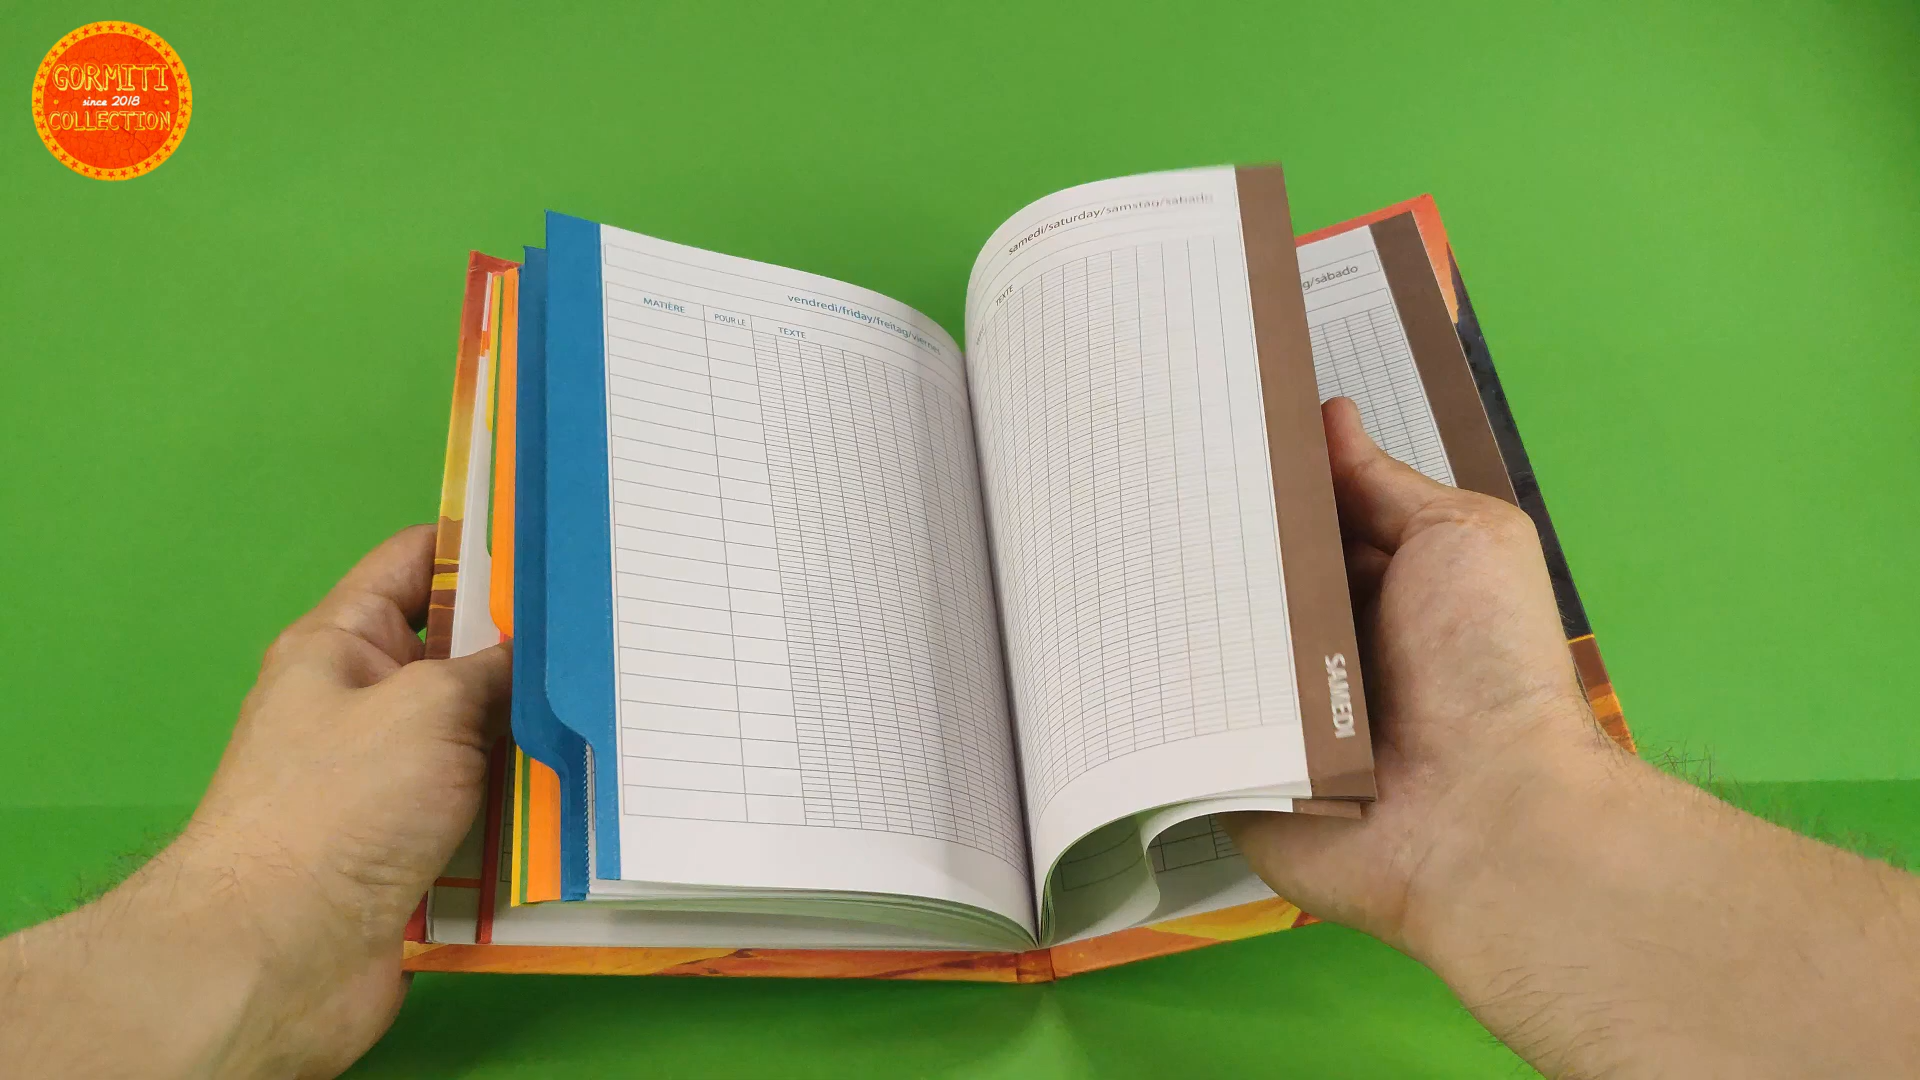 GORMITI
since 2018
COLLECTION
vendredi/friday/freitag/viernes
MATIÈRE
POUR LE
TEXTE
samedi/saturday/samstag/sábado
TEXTE
SAMEDI
g/sábado